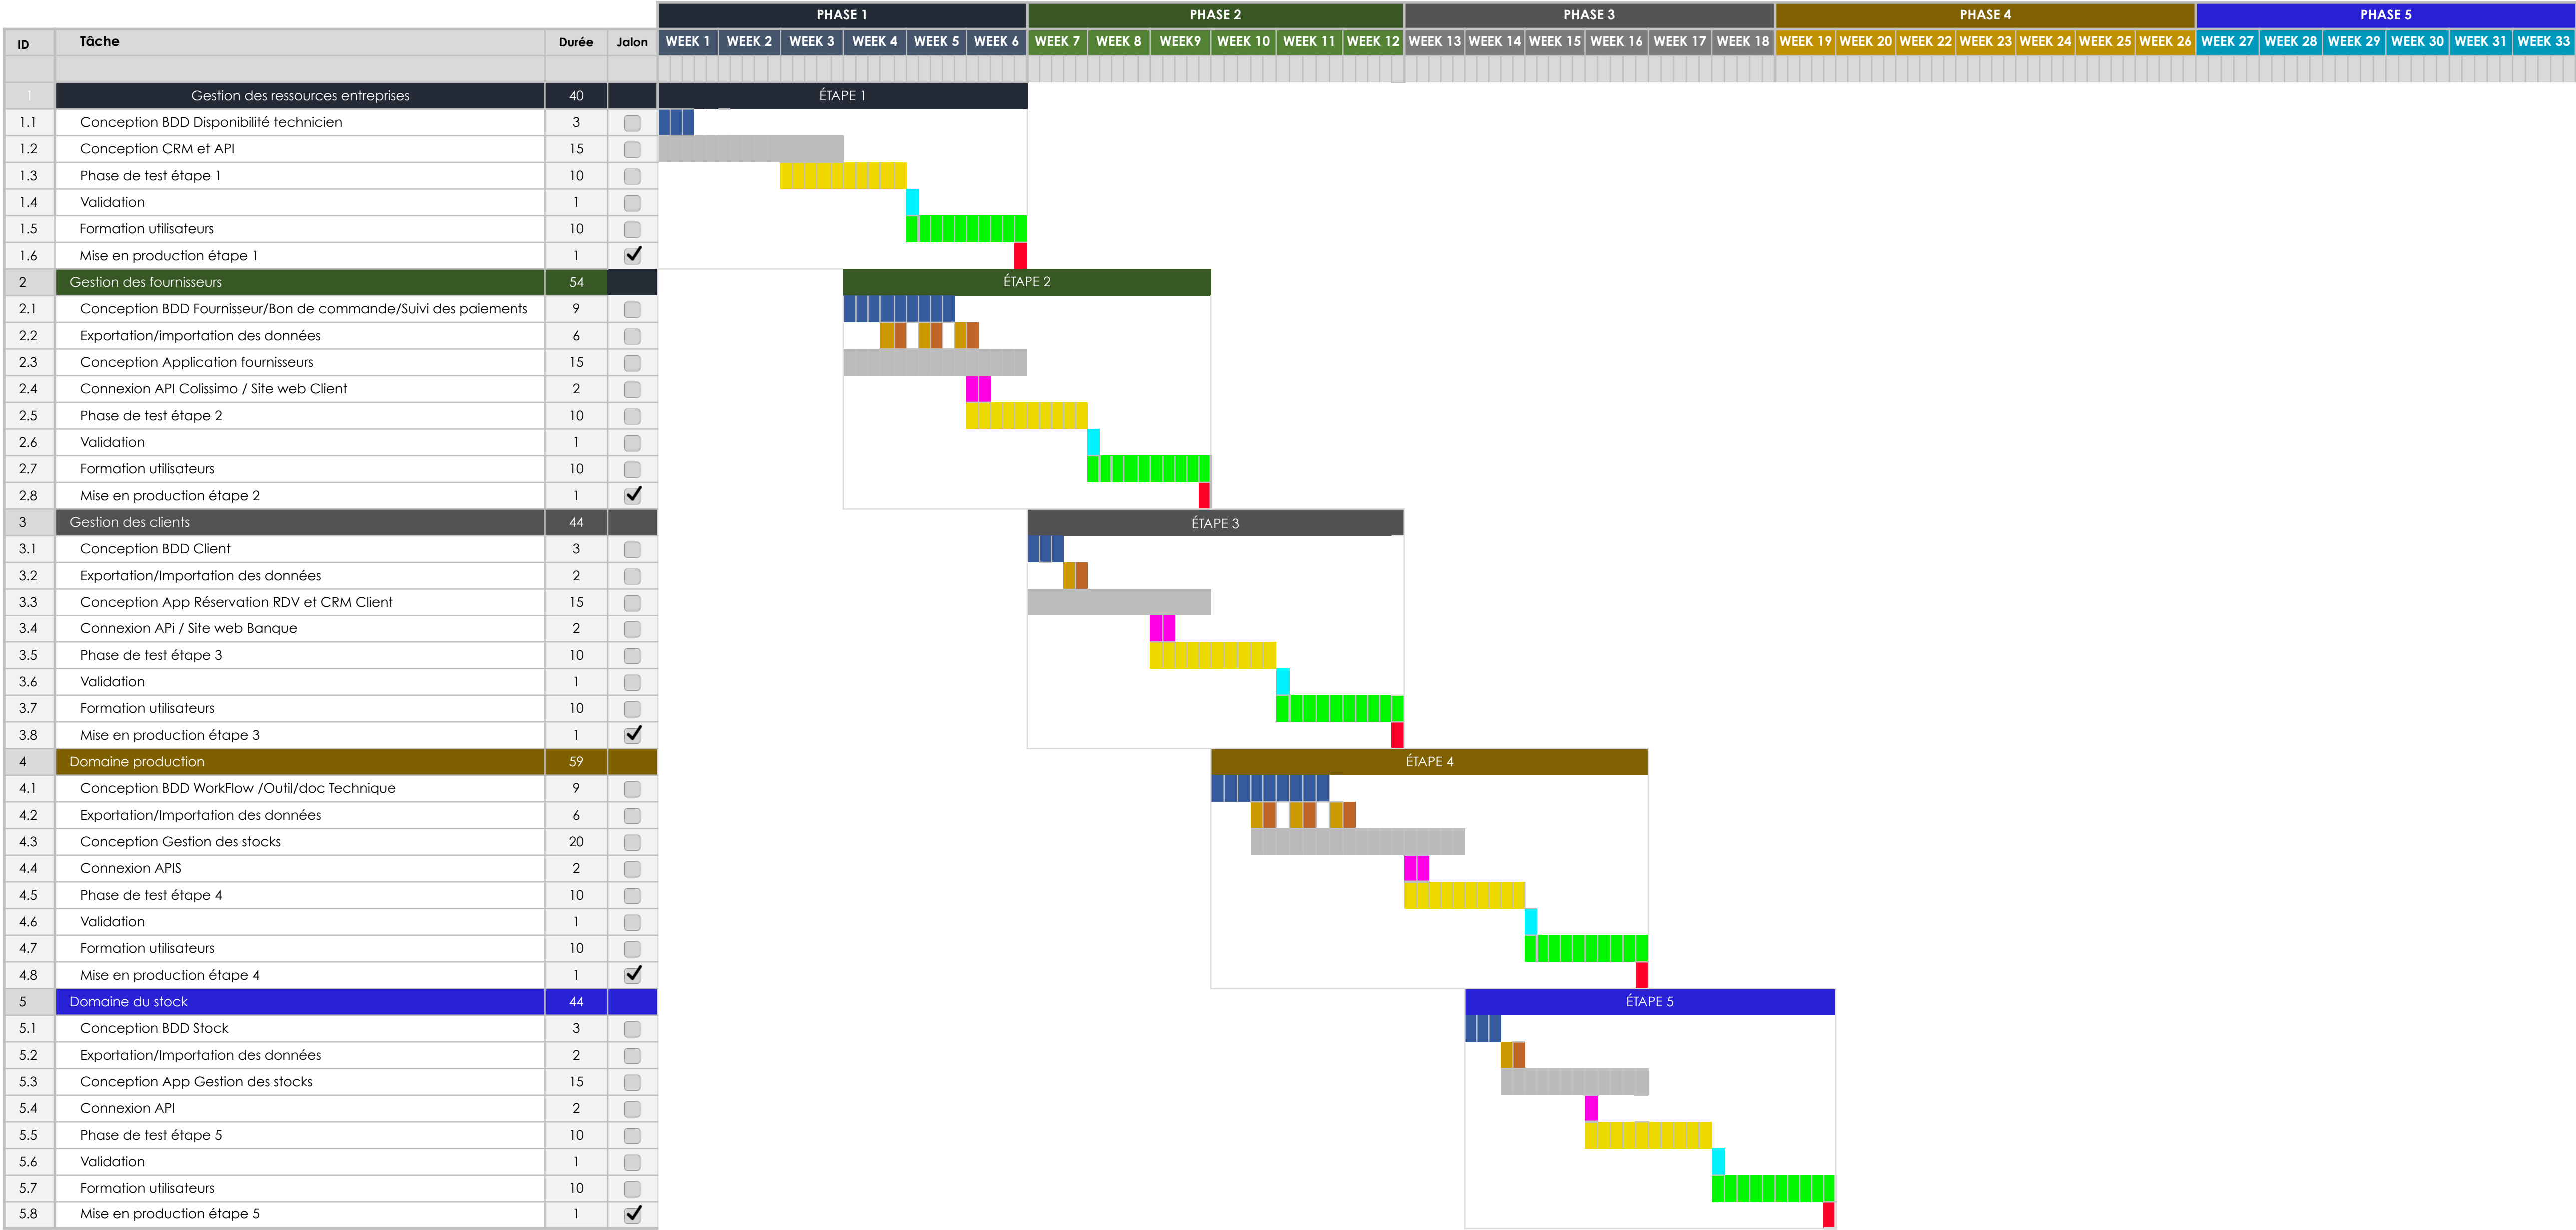 PHASE 1 PHASE 2 PHASE 3 PHASE 4 PHASE 5
ID Tâche Durée Jalon WEEK 1 WEEK 2 WEEK 3 WEEK 4 WEEK 5 WEEK 6 WEEK 7 WEEK 8 WEEK9 WEEK 10 WEEK 11 WEEK 12 WEEK 13 WEEK 14 WEEK 15 WEEK 16 WEEK 17 WEEK 18 WEEK 19 WEEK 20 WEEK 22 WEEK 23 WEEK 24 WEEK 25 WEEK 26 WEEK 27 WEEK 28 WEEK 29 WEEK 30 WEEK 31 WEEK 33
1 Gestion des ressources entreprises 40 ÉTAPE 1
1.1 Conception BDD Disponibilité technicien 3
1.2 Conception CRM et API 15
1.3 Phase de test étape 1 10
1.4 Validation 1
1.5 Formation utilisateurs 10
1.6 Mise en production étape 1 1
2 Gestion des fournisseurs 54 ÉTAPE 2
2.1 Conception BDD Fournisseur/Bon de commande/Suivi des paiements 9
2.2 Exportation/importation des données 6
2.3 Conception Application fournisseurs 15
2.4 Connexion API Colissimo / Site web Client 2
2.5 Phase de test étape 2 10
2.6 Validation 1
2.7 Formation utilisateurs 10
2.8 Mise en production étape 2 1
3 Gestion des clients 44 ÉTAPE 3
3.1 Conception BDD Client 3
3.2 Exportation/Importation des données 2
3.3 Conception App Réservation RDV et CRM Client 15
3.4 Connexion APi / Site web Banque 2
3.5 Phase de test étape 3 10
3.6 Validation 1
3.7 Formation utilisateurs 10
3.8 Mise en production étape 3 1
4 Domaine production 59 ÉTAPE 4
4.1 Conception BDD WorkFlow /Outil/doc Technique 9
4.2 Exportation/Importation des données 6
4.3 Conception Gestion des stocks 20
4.4 Connexion APIS 2
4.5 Phase de test étape 4 10
4.6 Validation 1
4.7 Formation utilisateurs 10
4.8 Mise en production étape 4 1
5 Domaine du stock 44 ÉTAPE 5
5.1 Conception BDD Stock 3
5.2 Exportation/Importation des données 2
5.3 Conception App Gestion des stocks 15
5.4 Connexion API 2
5.5 Phase de test étape 5 10
5.6 Validation 1
5.7 Formation utilisateurs 10
5.8 Mise en production étape 5 1